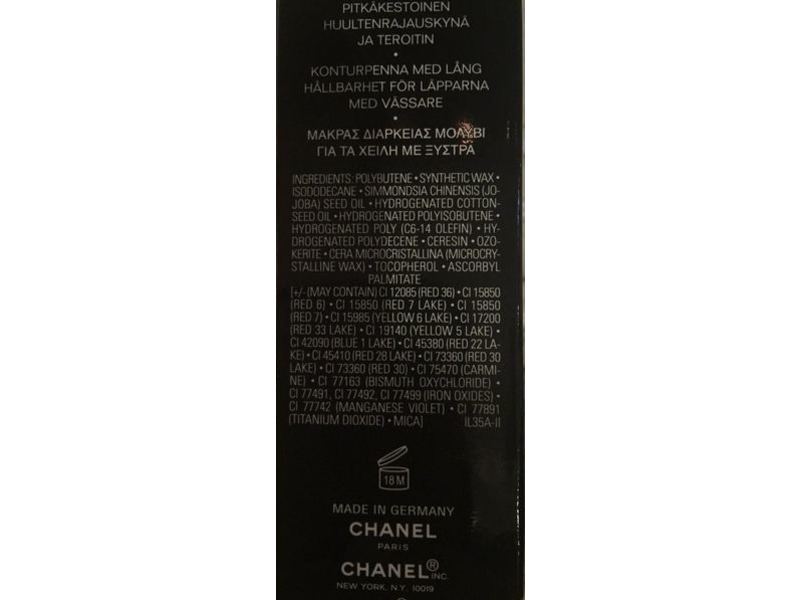 PITKÄKESTOINEN
HUULTENRAJAUSKYNÄ
JA TEROITIN
•
KONTURPENNA MED LÅNG
HÅLLBARHET FÖR LÄPPARNA
MED VÄSSARE
•
ΜΑΚΡΑΣ ΔΙΑΡΚΕΙΑΣ ΜΟΛΥΒΙ
ΓΙΑ ΤΑ ΧΕΙΛΗ ΜΕ ΞΥΣΤΡΑ
INGREDIENTS: POLYBUTENE • SYNTHETIC WAX •
ISODODECANE • SIMMONDSIA CHINENSIS (JO-
JOBA) SEED OIL • HYDROGENATED COTTON-
SEED OIL • HYDROGENATED POLYISOBUTENE •
HYDROGENATED POLY (C6-14 OLEFIN) • HY-
DROGENATED POLYDECENE • CERESIN • OZO-
KERITE • CERA MICROCRISTALLINA (MICROCRY-
STALLINE WAX) • TOCOPHEROL • ASCORBYL
PALMITATE
[+/- (MAY CONTAIN) CI 12085 (RED 36) • CI 15850
(RED 6) • CI 15850 (RED 7 LAKE) • CI 15850
(RED 7) • CI 15985 (YELLOW 6 LAKE) • CI 17200
(RED 33 LAKE) • CI 19140 (YELLOW 5 LAKE) •
CI 42090 (BLUE 1 LAKE) • CI 45380 (RED 22 LA-
KE) • CI 45410 (RED 28 LAKE) • CI 73360 (RED 30
LAKE) • CI 73360 (RED 30) • CI 75470 (CARMI-
NE) • CI 77163 (BISMUTH OXYCHLORIDE) •
CI 77491, CI 77492, CI 77499 (IRON OXIDES) •
CI 77742 (MANGANESE VIOLET) • CI 77891
(TITANIUM DIOXIDE) • MICA] IL35A-II
18 M
MADE IN GERMANY
CHANEL
PARIS
CHANEL® INC.
NEW YORK, N.Y. 10019